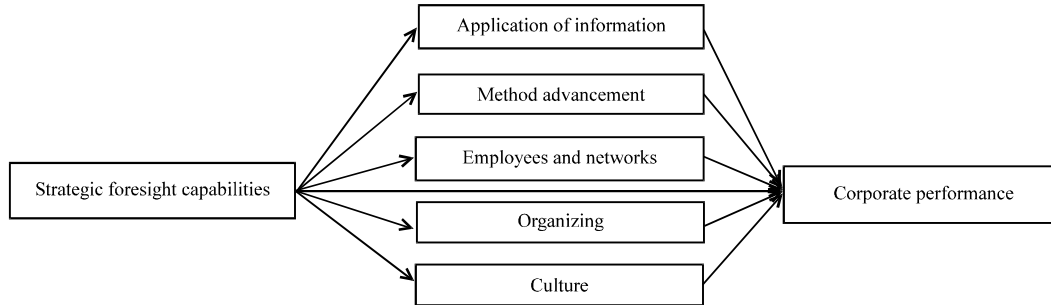 Application of information
Method advancement
Employees and networks
Strategic foresight capabilities
Corporate performance
Organizing
Culture